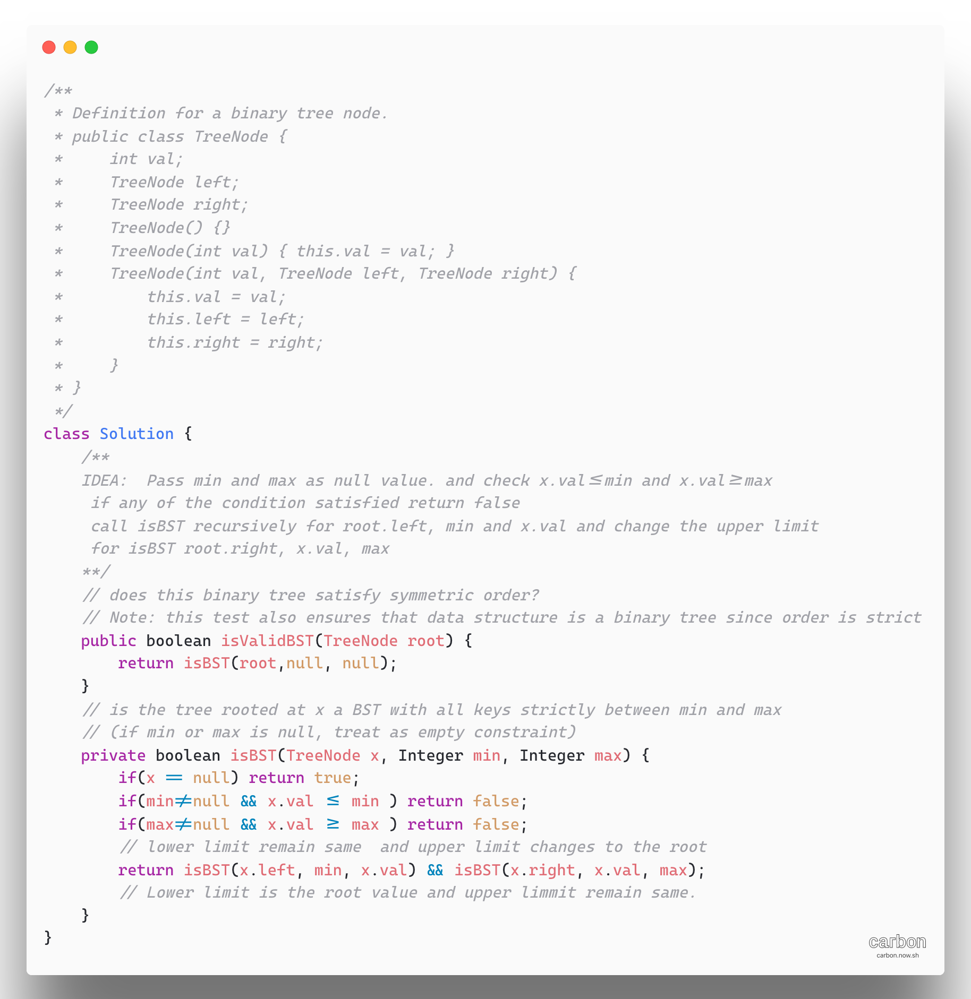 /**
 * Definition for a binary tree node.
 * public class TreeNode {
 *     int val;
 *     TreeNode left;
 *     TreeNode right;
 *     TreeNode() {}
 *     TreeNode(int val) { this.val = val; }
 *     TreeNode(int val, TreeNode left, TreeNode right) {
 *         this.val = val;
 *         this.left = left;
 *         this.right = right;
 *     }
 * }
 */
class Solution {
    /**
    IDEA:  Pass min and max as null value. and check x.val≤min and x.val≥max
     if any of the condition satisfied return false
     call isBST recursively for root.left, min and x.val and change the upper limit
     for isBST root.right, x.val, max
    **/
    // does this binary tree satisfy symmetric order?
    // Note: this test also ensures that data structure is a binary tree since order is strict
    public boolean isValidBST(TreeNode root) {
        return isBST(root,null, null);
    }
    // is the tree rooted at x a BST with all keys strictly between min and max
    // (if min or max is null, treat as empty constraint)
    private boolean isBST(TreeNode x, Integer min, Integer max) {
        if(x == null) return true;
        if(min≠null && x.val ≤ min ) return false;
        if(max≠null && x.val ≥ max ) return false;
        // lower limit remain same  and upper limit changes to the root
        return isBST(x.left, min, x.val) && isBST(x.right, x.val, max);
        // Lower limit is the root value and upper limmit remain same.
    }
}
carbon
carbon.now.sh